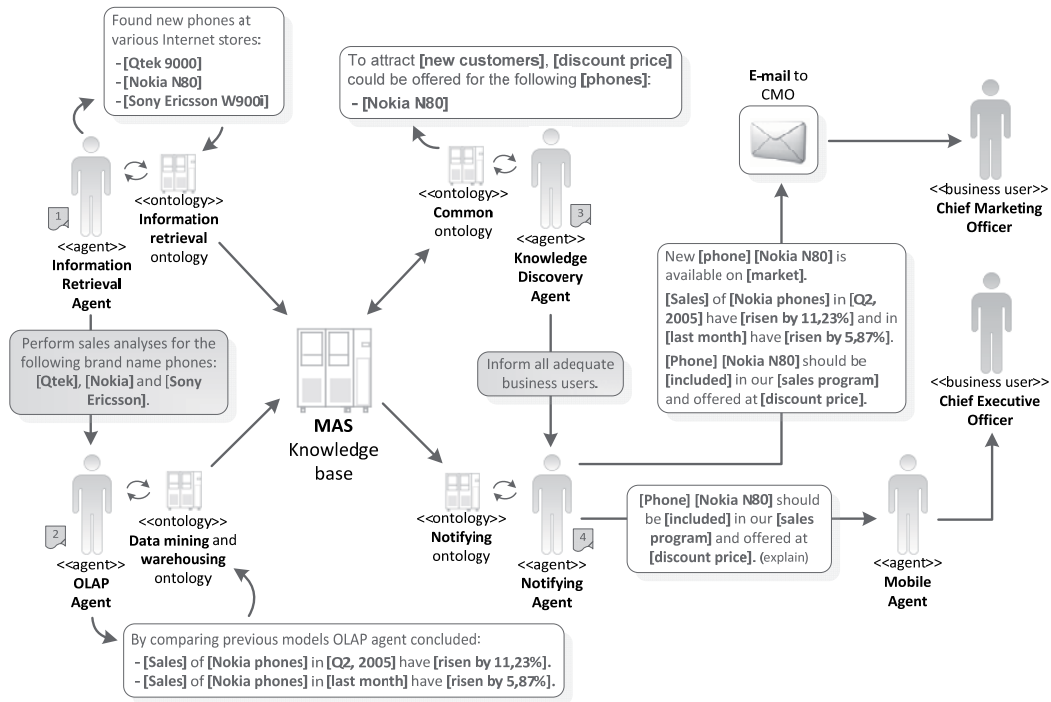 Found new phones at
various Internet stores:
- [Qtek 9000]
- [Nokia N80]
- [Sony Ericsson W900i]
To attract [new customers], [discount price]
could be offered for the following [phones]:
- [Nokia N80]
E-mail to
CMO
<<business user>>
Chief Marketing
Officer
1
<<agent>>
Information
Retrieval
Agent
<<ontology>>
Information
retrieval
ontology
<<ontology>>
Common
ontology
3
<<agent>>
Knowledge
Discovery
Agent
New [phone] [Nokia N80] is
available on [market].
[Sales] of [Nokia phones] in [Q2,
2005] have [risen by 11,23%] and in
[last month] have [risen by 5,87%].
[Phone] [Nokia N80] should be
[included] in our [sales program]
and offered at [discount price].
<<business user>>
Chief Executive
Officer
Perform sales analyses for the
following brand name phones:
[Qtek], [Nokia] and [Sony
Ericsson].
MAS
Knowledge
base
Inform all adequate
business users.
2
<<agent>>
OLAP
Agent
<<ontology>>
Data mining and
warehousing
ontology
<<ontology>>
Notifying
ontology
4
<<agent>>
Notifying
Agent
[Phone] [Nokia N80] should
be [included] in our [sales
program] and offered at
[discount price]. (explain)
<<agent>>
Mobile
Agent
By comparing previous models OLAP agent concluded:
- [Sales] of [Nokia phones] in [Q2, 2005] have [risen by 11,23%].
- [Sales] of [Nokia phones] in [last month] have [risen by 5,87%].